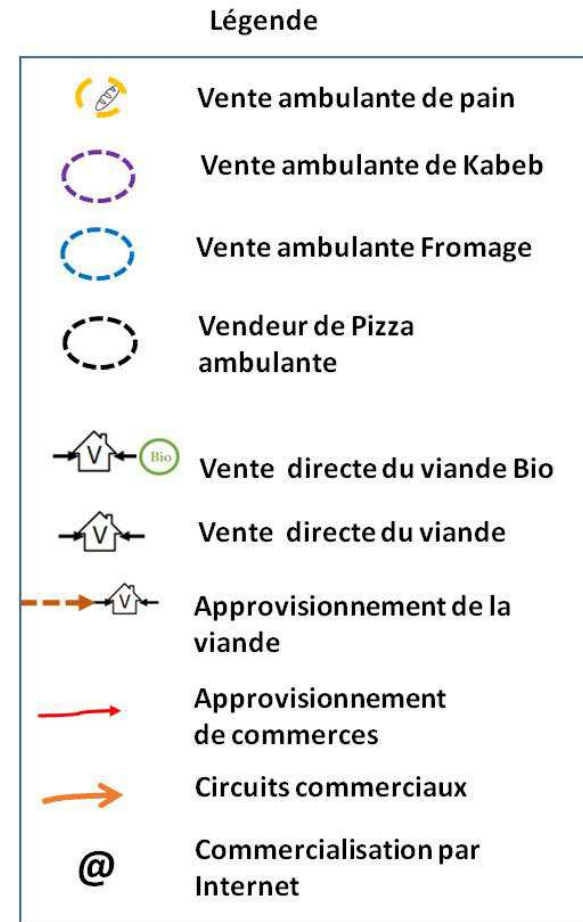 Légende
Vente ambulante de pain
Vente ambulante de Kabeb
Vente ambulante Fromage
Vendeur de Pizza
ambulante
V Bio
Vente directe du viande Bio
V
Vente directe du viande
V
Approvisionnement de la
viande
Approvisionnement
de commerces
Circuits commerciaux
@
Commercialisation par
Internet